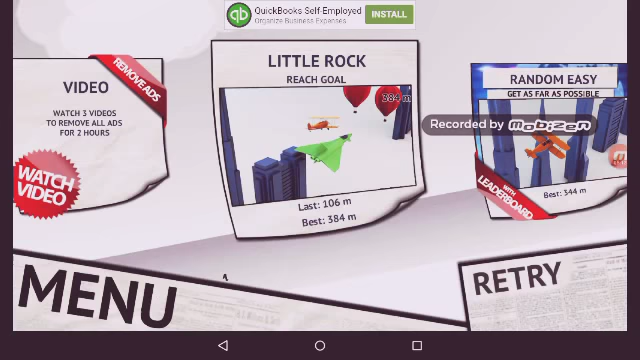 QuickBooks Self-Employed
Organize Business Expenses
INSTALL
VIDEO
REMOVE ADS
WATCH 3 VIDEOS
TO REMOVE ALL ADS
FOR 2 HOURS
WATCH
VIDEO
LITTLE ROCK
REACH GOAL
384 m
Last: 106 m
Best: 384 m
RANDOM EASY
GET AS FAR AS POSSIBLE
Recorded by mobizen
WITH
LEADERBOARD
Best: 344 m
MENU
RETRY